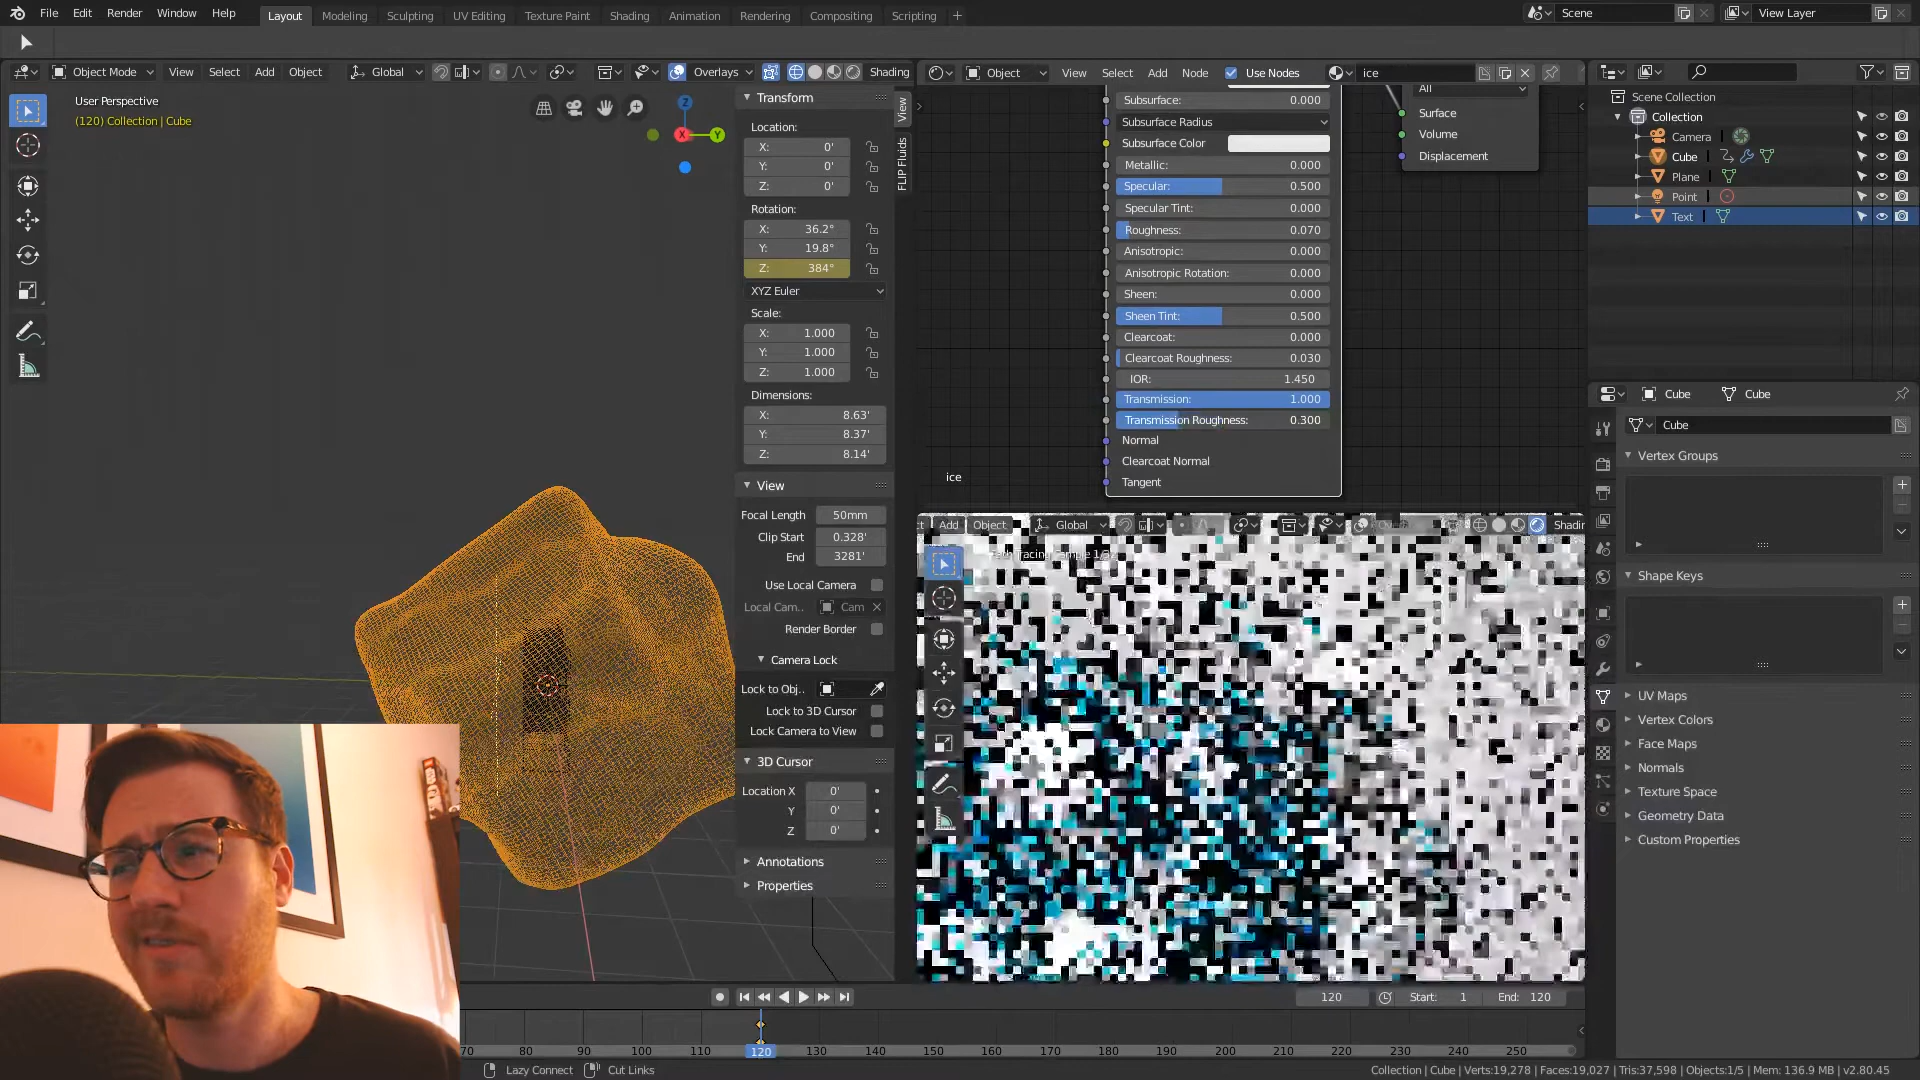 File Edit Render Window Help Layout Modeling Sculpting UV Editing Texture Paint Shading Animation Rendering Compositing Scripting + Scene View Layer
Object Mode View Select Add Object Global Overlays Shading Object View Select Add Node Use Nodes ice
User Perspective
(120) Collection | Cube
Transform
Location:
X: 0'
Y: 0'
Z: 0'
Rotation:
X: 36.2°
Y: 19.8°
Z: 384°
XYZ Euler
Scale:
X: 1.000
Y: 1.000
Z: 1.000
Dimensions:
X: 8.63'
Y: 8.37'
Z: 8.14'
View
Focal Length 50mm
Clip Start 0.328'
End 3281'
Use Local Camera
Local Cam.. Cam
Render Border
Camera Lock
Lock to Obj..
Lock to 3D Cursor
Lock Camera to View
3D Cursor
Location X 0'
Y 0'
Z 0'
Annotations
Properties
View
FLIP Fluids
Z
X
Y
Subsurface: 0.000
Subsurface Radius
Subsurface Color
Metallic: 0.000
Specular: 0.500
Specular Tint: 0.000
Roughness: 0.070
Anisotropic: 0.000
Anisotropic Rotation: 0.000
Sheen: 0.000
Sheen Tint: 0.500
Clearcoat: 0.000
Clearcoat Roughness: 0.030
IOR: 1.450
Transmission: 1.000
Transmission Roughness: 0.300
Normal
Clearcoat Normal
Tangent
ice
All
Surface
Volume
Displacement
Add Object Global Shadin
Scene Collection
Collection
Camera
Cube
Plane
Point
Text
Cube Cube
Cube
Vertex Groups
Shape Keys
UV Maps
Vertex Colors
Face Maps
Normals
Texture Space
Geometry Data
Custom Properties
120 Start: 1 End: 120
70 80 90 100 110 120 130 140 150 160 170 180 190 200 210 220 230 240 250
Lazy Connect Cut Links Collection | Cube | Verts:19,278 | Faces:19,027 | Tris:37,598 | Objects:1/5 | Mem: 136.9 MB | v2.80.45